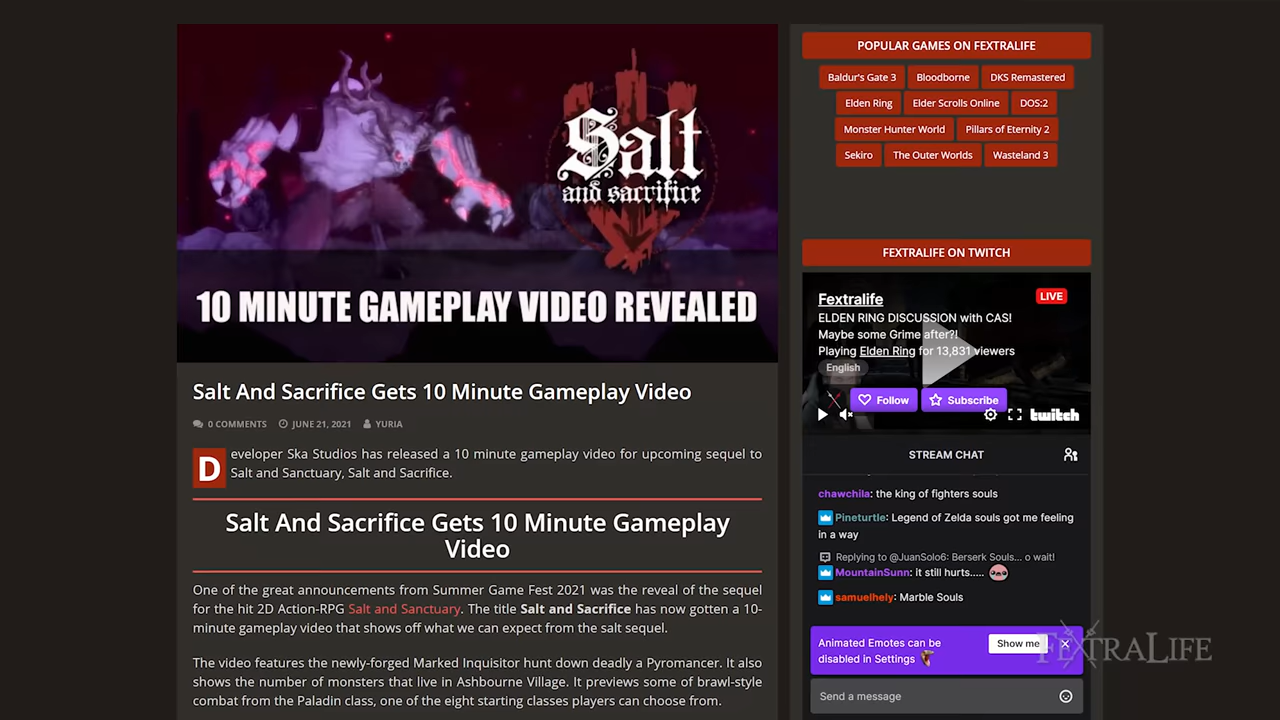 Salt
and sacrifice
10 MINUTE GAMEPLAY VIDEO REVEALED
Salt And Sacrifice Gets 10 Minute Gameplay Video
0 COMMENTS JUNE 21, 2021 YURIA
Developer Ska Studios has released a 10 minute gameplay video for upcoming sequel to
Salt and Sanctuary, Salt and Sacrifice.
Salt And Sacrifice Gets 10 Minute Gameplay
Video
One of the great announcements from Summer Game Fest 2021 was the reveal of the sequel
for the hit 2D Action-RPG Salt and Sanctuary. The title Salt and Sacrifice has now gotten a 10-
minute gameplay video that shows off what we can expect from the salt sequel.
The video features the newly-forged Marked Inquisitor hunt down deadly a Pyromancer. It also
shows the number of monsters that live in Ashbourne Village. It previews some of brawl-style
combat from the Paladin class, one of the eight starting classes players can choose from.
POPULAR GAMES ON FEXTRALIFE
Baldur's Gate 3 Bloodborne DKS Remastered
Elden Ring Elder Scrolls Online DOS:2
Monster Hunter World Pillars of Eternity 2
Sekiro The Outer Worlds Wasteland 3
FEXTRALIFE ON TWITCH
Fextralife LIVE
ELDEN RING DISCUSSION with CAS!
Maybe some Grime after?!
Playing Elden Ring for 13,831 viewers
English
Follow Subscribe
twitch
STREAM CHAT
chawchila: the king of fighters souls
Pineturtle: Legend of Zelda souls got me feeling
in a way
Replying to @JuanSolo6: Berserk Souls... o wait!
MountainSunn: it still hurts.....
samuelhely: Marble Souls
Animated Emotes can be
disabled in Settings
Show me
Send a message
FEXTRALIFE